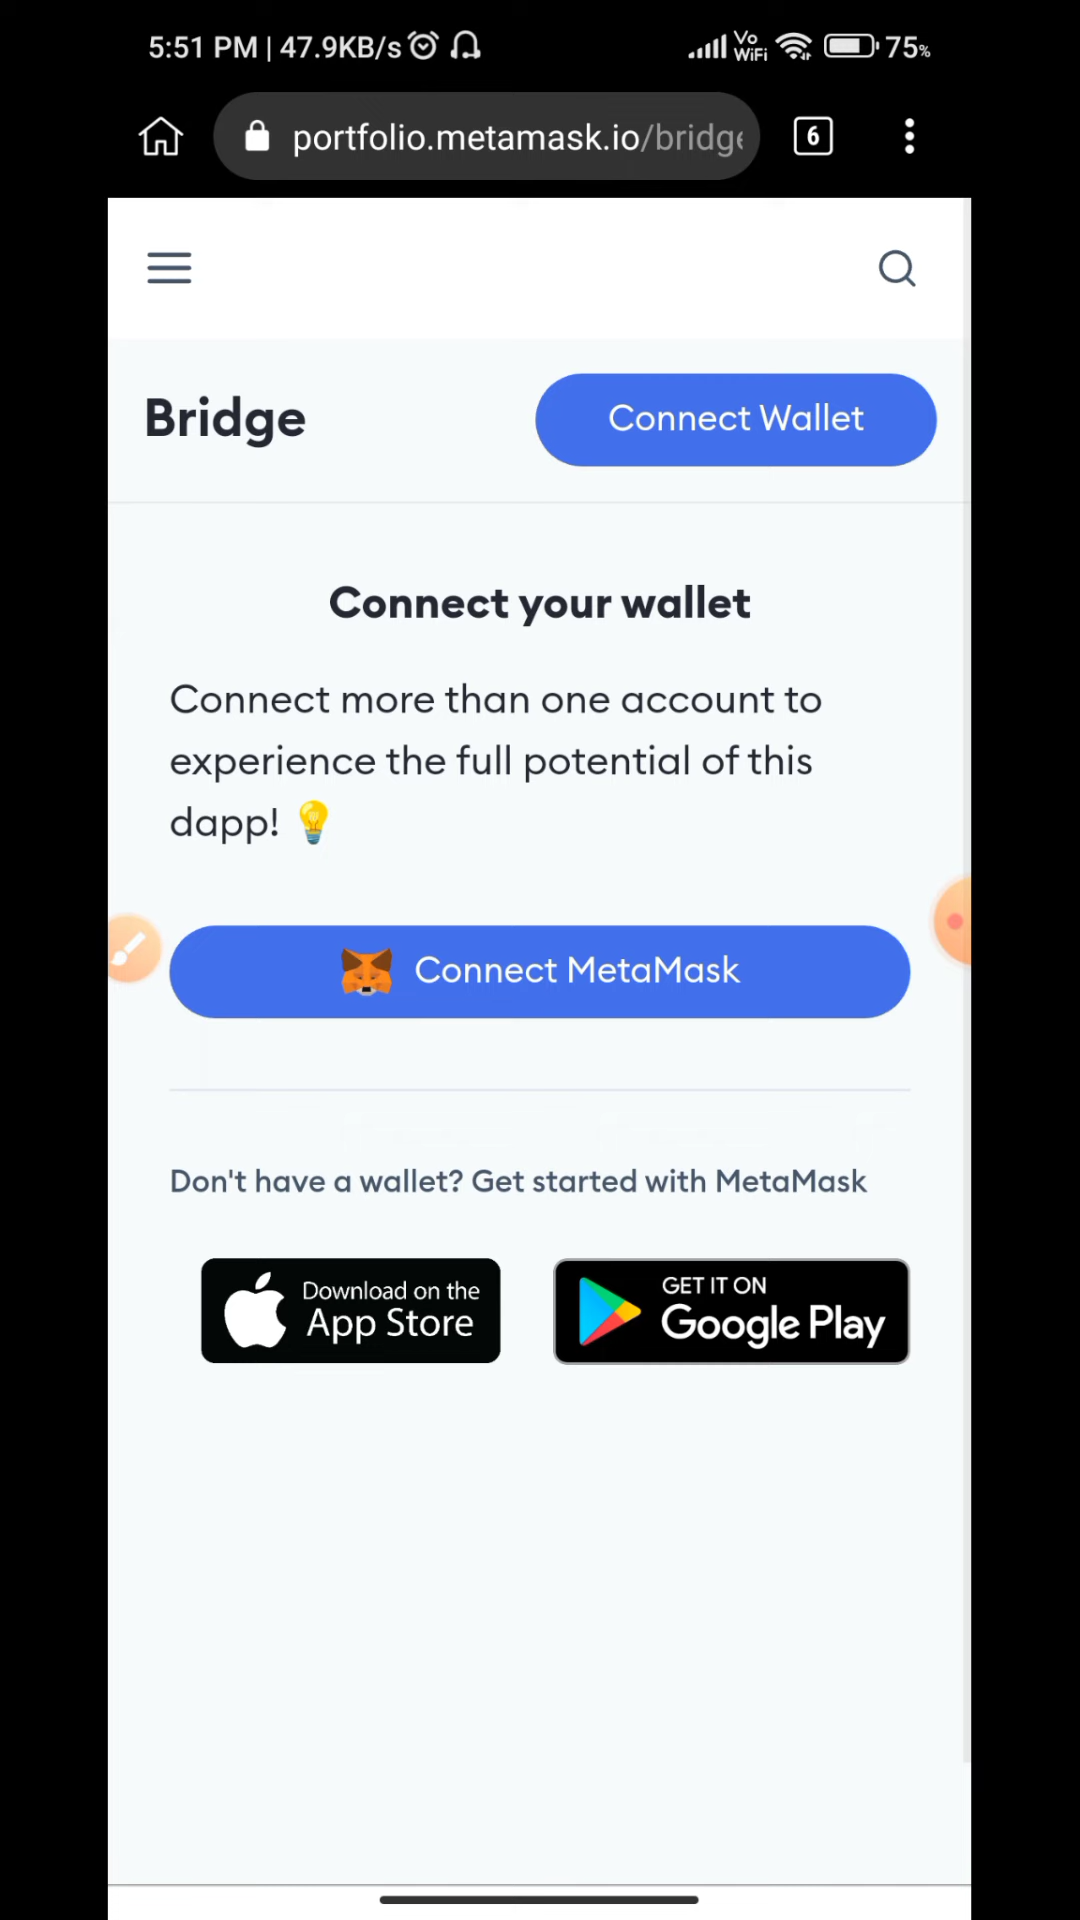 5:51 PM | 47.9KB/s
Vo
WiFi
75%
portfolio.metamask.io/bridge
6
Bridge
Connect Wallet
Connect your wallet
Connect more than one account to
experience the full potential of this
dapp! 💡
Connect MetaMask
Don't have a wallet? Get started with MetaMask
Download on the
App Store
GET IT ON
Google Play